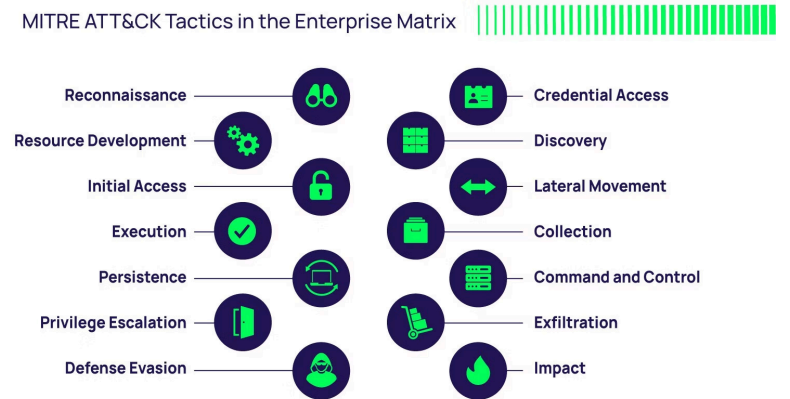 MITRE ATT&CK Tactics in the Enterprise Matrix
Reconnaissance
Resource Development
Initial Access
Execution
Persistence
Privilege Escalation
Defense Evasion
Credential Access
Discovery
Lateral Movement
Collection
Command and Control
Exfiltration
Impact